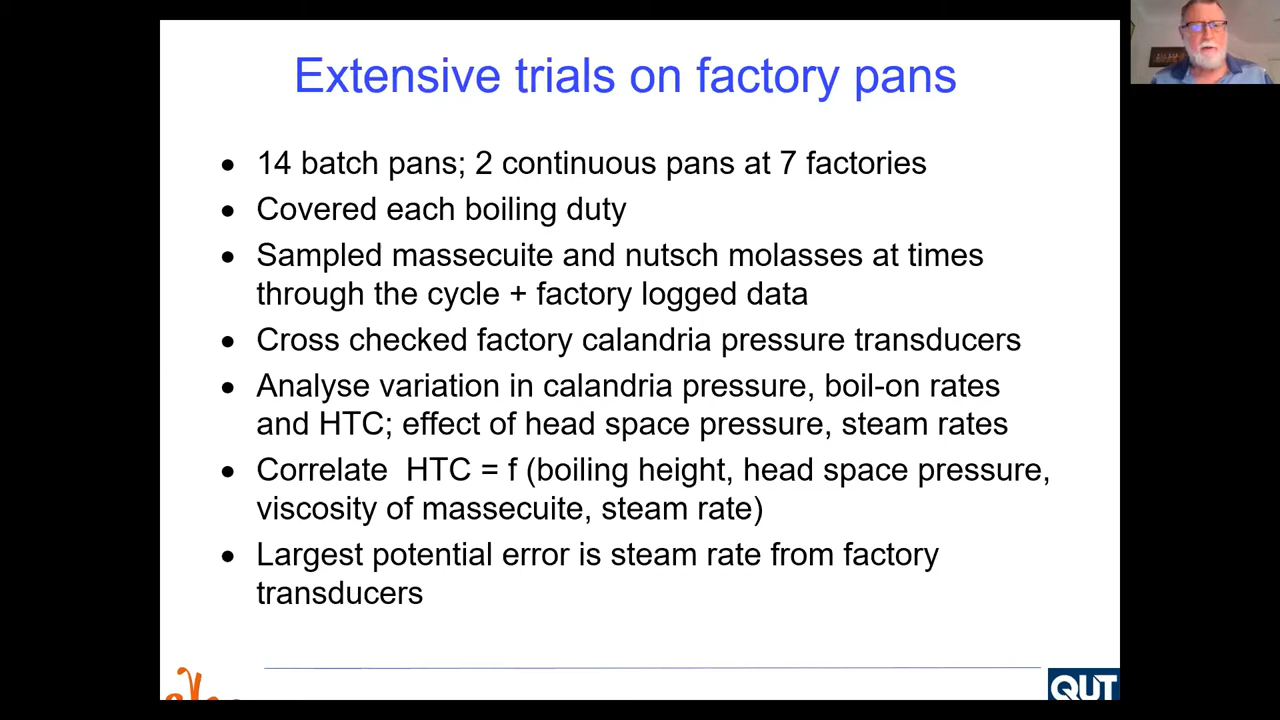 Extensive trials on factory pans
• 14 batch pans; 2 continuous pans at 7 factories
• Covered each boiling duty
• Sampled massecuite and nutsch molasses at times
through the cycle + factory logged data
• Cross checked factory calandria pressure transducers
• Analyse variation in calandria pressure, boil-on rates
and HTC; effect of head space pressure, steam rates
• Correlate HTC = f (boiling height, head space pressure,
viscosity of massecuite, steam rate)
• Largest potential error is steam rate from factory
transducers
QUT